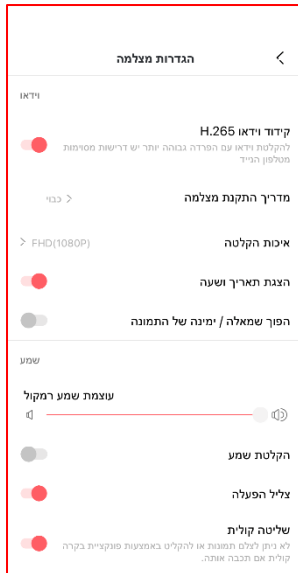 הגדרות מצלמה
וידאו
קידוד וידאו H.265
להקלטת וידאו עם הפרדה גבוהה יותר יש דרישות מסוימות
מטלפון הנייד
מדריך התקנת מצלמה
כבוי
איכות הקלטה
FHD(1080P)
הצגת תאריך ושעה
הפוך שמאלה / ימינה של התמונה
שמע
עוצמת שמע רמקול
הקלטת שמע
צליל הפעלה
שליטה קולית
לא ניתן לצלם תמונות או להקליט באמצעות פונקציית בקרה
קולית אם תכבה אותה.